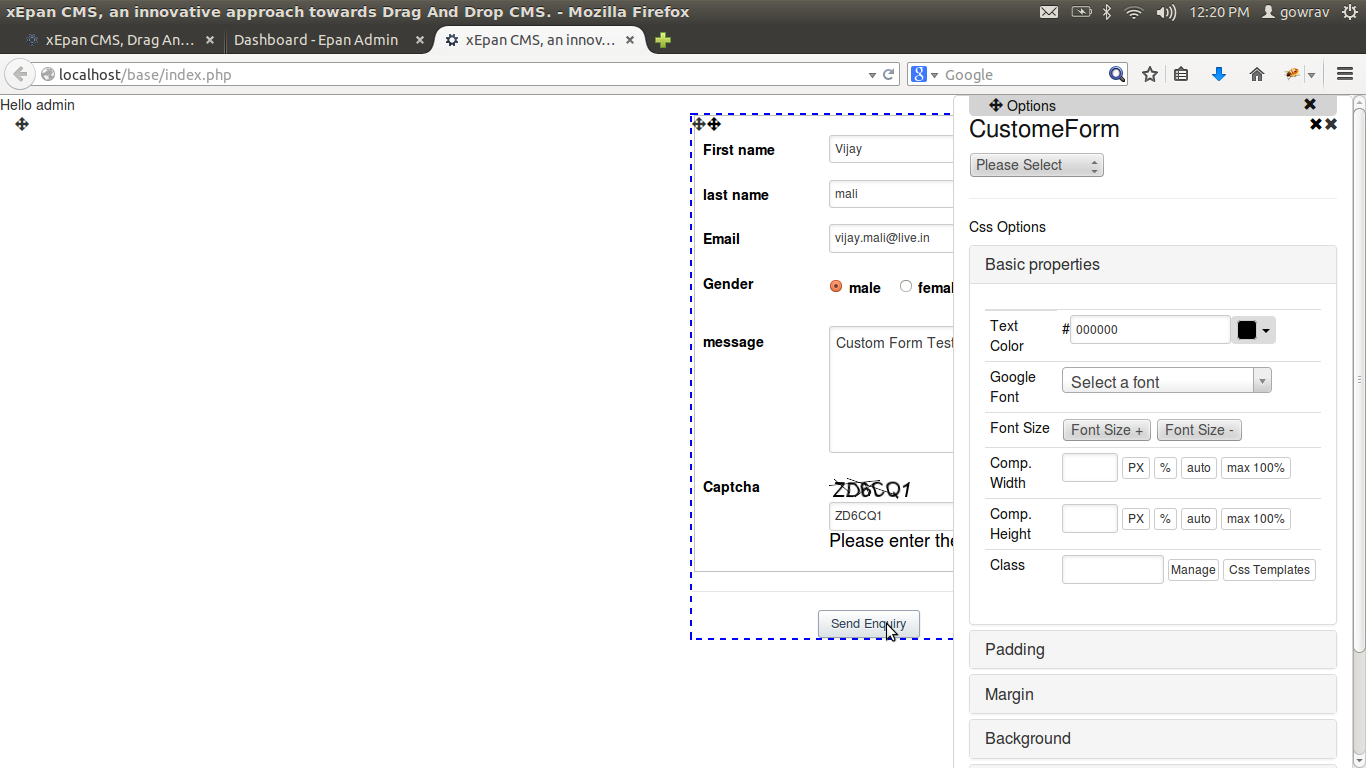 xEpan CMS, an innovative approach towards Drag And Drop CMS. - Mozilla Firefox
12:20 PM
gowrav
xEpan CMS, Drag An...
Dashboard - Epan Admin
xEpan CMS, an innov...
localhost/base/index.php
Google
Hello admin
First name
Vijay
last name
mali
Email
vijay.mali@live.in
Gender
male
femal
message
Custom Form Test
Captcha
ZD6CQ1
ZD6CQ1
Please enter the
Send Enquiry
Options
CustomeForm
Please Select
Css Options
Basic properties
Text Color
# 000000
Google Font
Select a font
Font Size
Font Size +
Font Size -
Comp. Width
PX
%
auto
max 100%
Comp. Height
PX
%
auto
max 100%
Class
Manage
Css Templates
Padding
Margin
Background